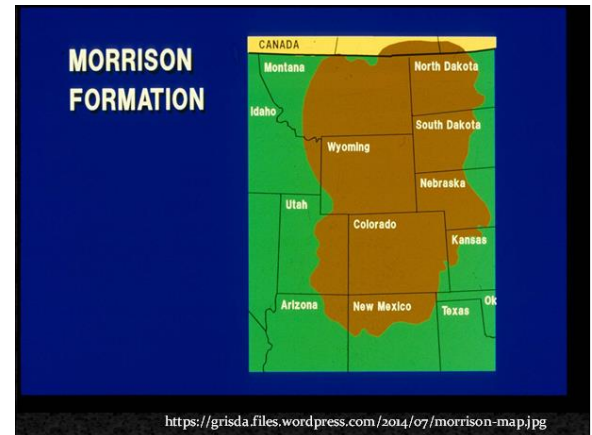 MORRISON
FORMATION
CANADA
Montana
North Dakota
Idaho
South Dakota
Wyoming
Nebraska
Utah
Colorado
Kansas
Arizona
New Mexico
Texas
Ok
https://grisda.files.wordpress.com/2014/07/morrison-map.jpg